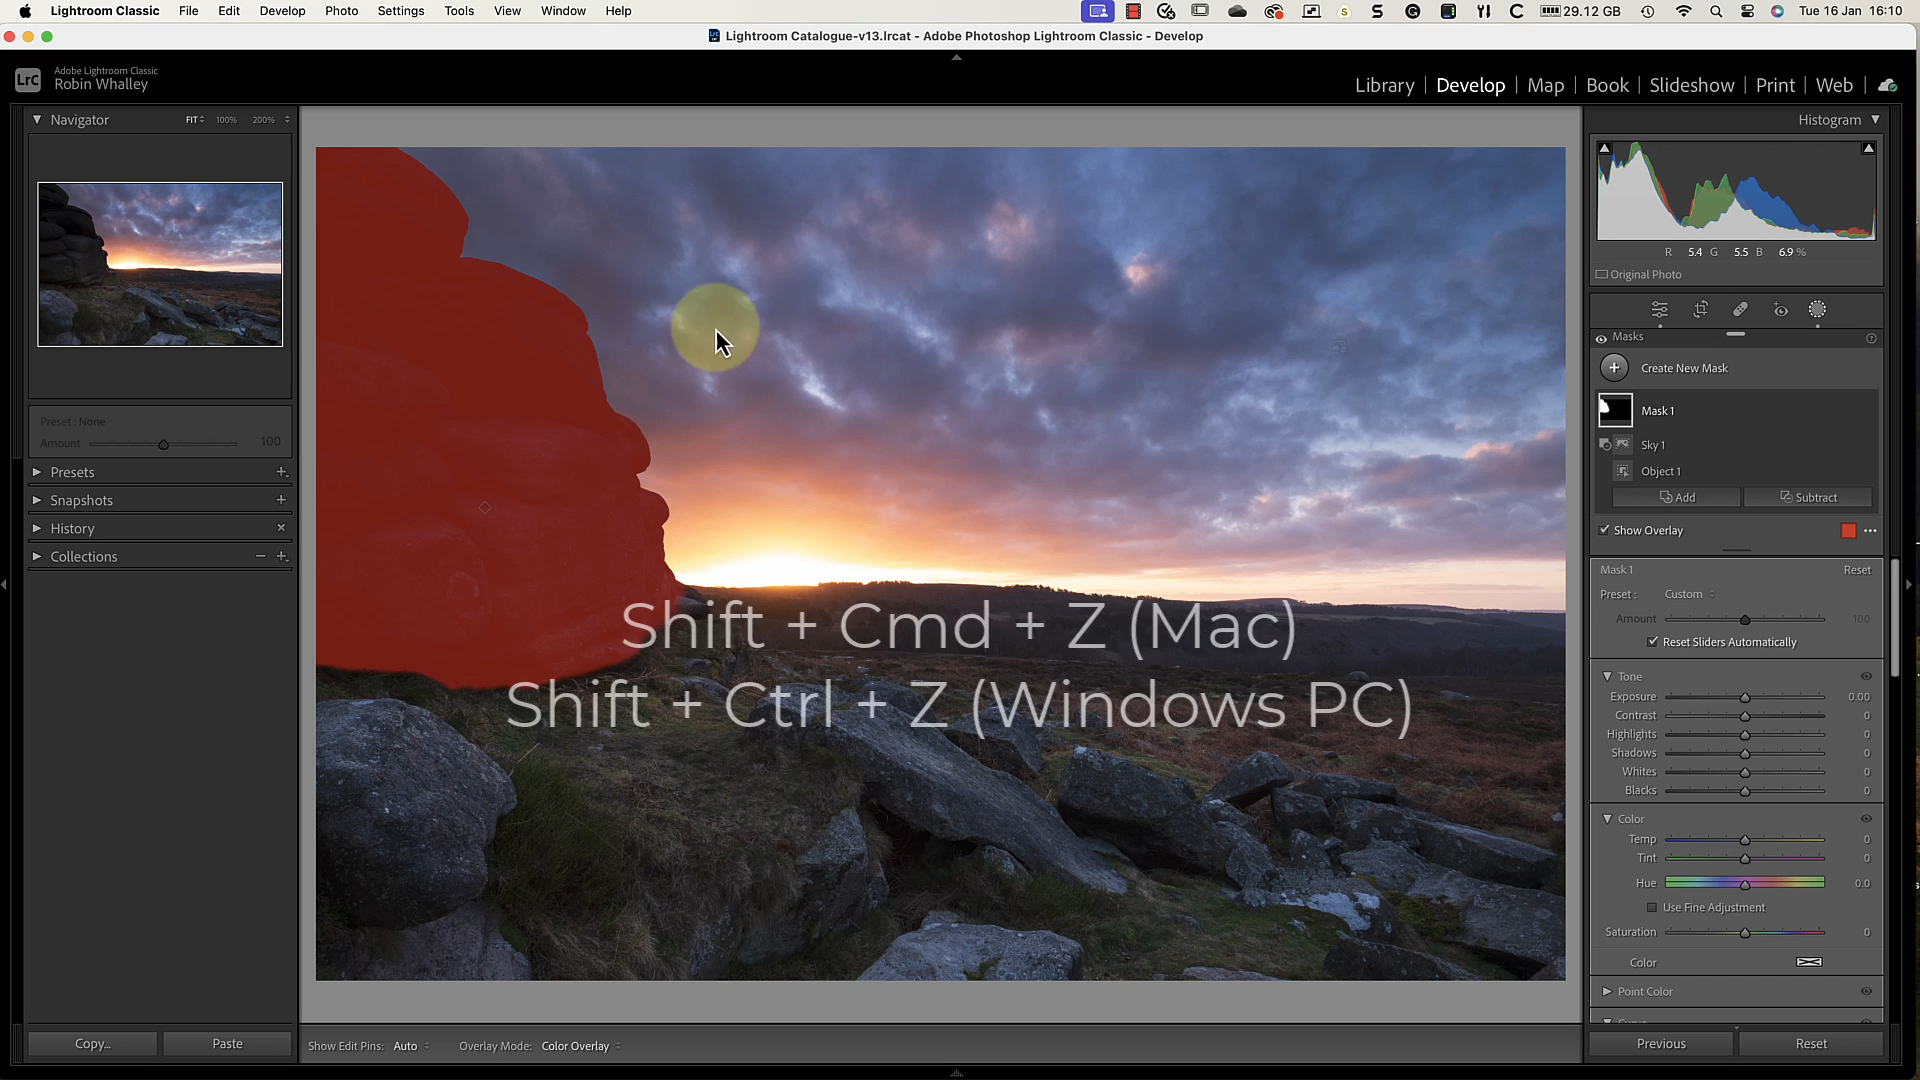 Lightroom Classic File Edit Develop Photo Settings Tools View Window Help 29.12 GB Tue 16 Jan 16:10
Lightroom Catalogue-v13.lrcat - Adobe Photoshop Lightroom Classic - Develop
LrC
Adobe Lightroom Classic
Robin Whalley
Library Develop Map Book Slideshow Print Web
Navigator FIT 100% 200%
Preset : None
Amount 100
Presets
Snapshots
History
Collections
Copy... Paste
Shift + Cmd + Z (Mac)
Shift + Ctrl + Z (Windows PC)
Show Edit Pins: Auto Overlay Mode: Color Overlay
Histogram
R 5.4 G 5.5 B 6.9 %
Original Photo
Masks
Create New Mask
Mask 1
Sky 1
Object 1
Add Subtract
Show Overlay
Mask 1 Reset
Preset : Custom
Amount 100
Reset Sliders Automatically
Tone
Exposure 0.00
Contrast 0
Highlights 0
Shadows 0
Whites 0
Blacks 0
Color
Temp 0
Tint 0
Hue 0.0
Use Fine Adjustment
Saturation 0
Color
Point Color
Previous Reset